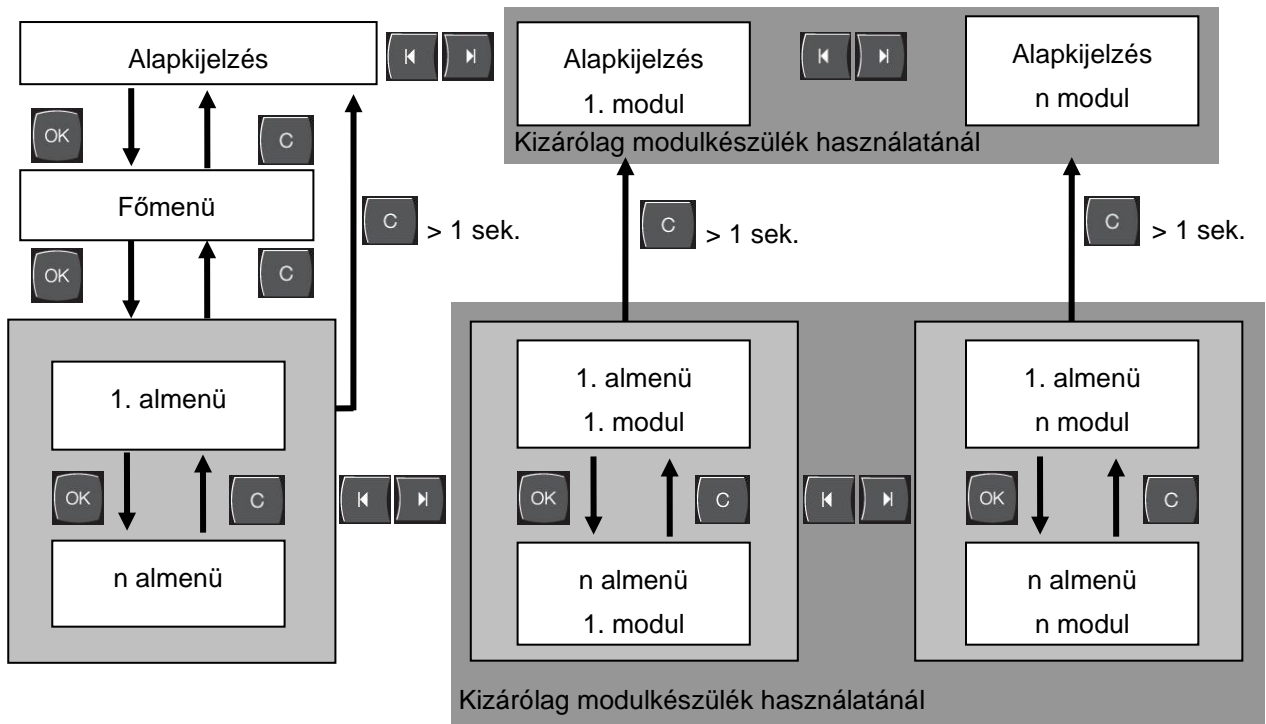 Alapkijelzés
Alapkijelzés
1. modul
Alapkijelzés
n modul
Kizárólag modulkészülék használatánál
OK
C
Főmenü
C
> 1 sek.
C
> 1 sek.
C
> 1 sek.
OK
C
1. almenü
1. almenü
1. modul
1. almenü
n modul
OK
C
OK
C
OK
C
n almenü
n almenü
1. modul
n almenü
n modul
Kizárólag modulkészülék használatánál